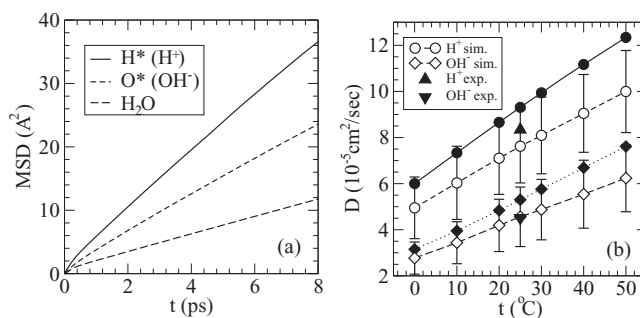 40
30
20
10
0
MSD (A²)
H* (H⁺)
O* (OH⁻)
H₂O
(a)
0 2 4 6 8
t (ps)
12
10
8
6
4
2
D (10⁻⁵cm²/sec)
H⁺ sim.
OH⁻ sim.
H⁺exp.
OH⁻ exp.
(b)
0 10 20 30 40 50
t (°C)